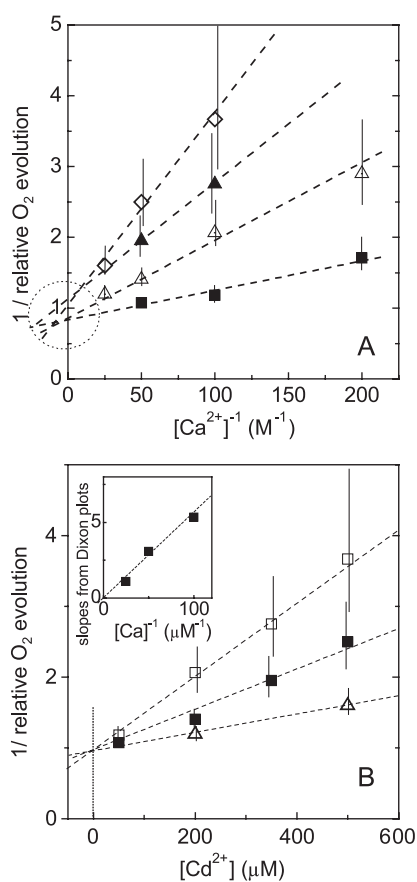 5
4
3
2
1
0
1/ relative O₂ evolution
A
0 50 100 150 200
[Ca²⁺]⁻¹ (M⁻¹)
slopes from Dixon plots
5
0
0 100
[Ca]⁻¹ (µM⁻¹)
4
2
0
1/ relative O₂ evolution
B
0 200 400 600
[Cd²⁺] (µM)